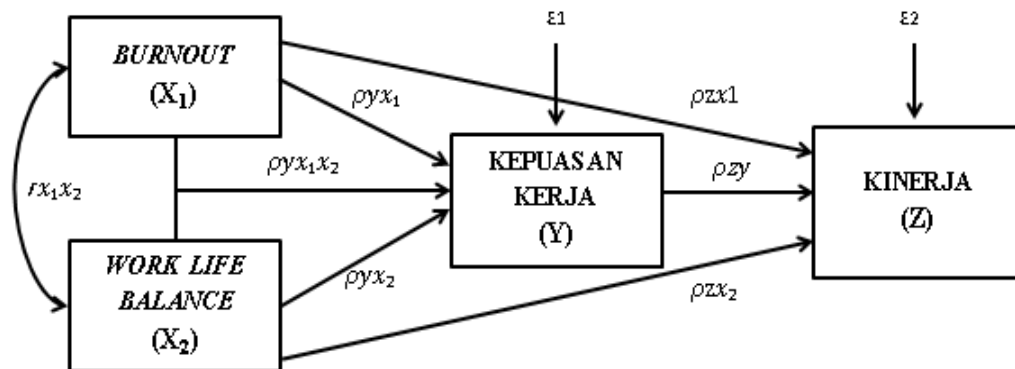 ε1
ε2
BURNOUT
(X₁)
ρyx₁
ρzx1
rx₁x₂
ρyx₁x₂
KEPUASAN
KERJA
(Y)
ρzy
KINERJA
(Z)
WORK LIFE
BALANCE
(X₂)
ρyx₂
ρzx₂